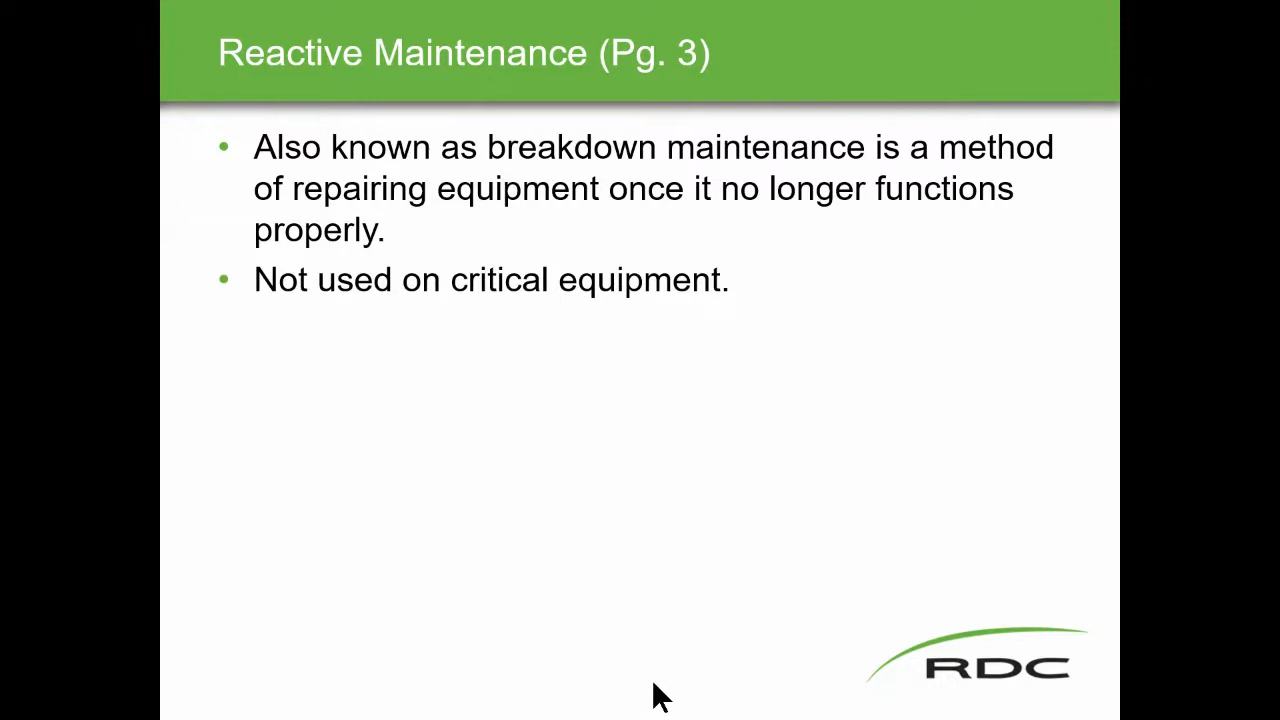 Reactive Maintenance (Pg. 3)
• Also known as breakdown maintenance is a method
of repairing equipment once it no longer functions
properly.
• Not used on critical equipment.
RDC